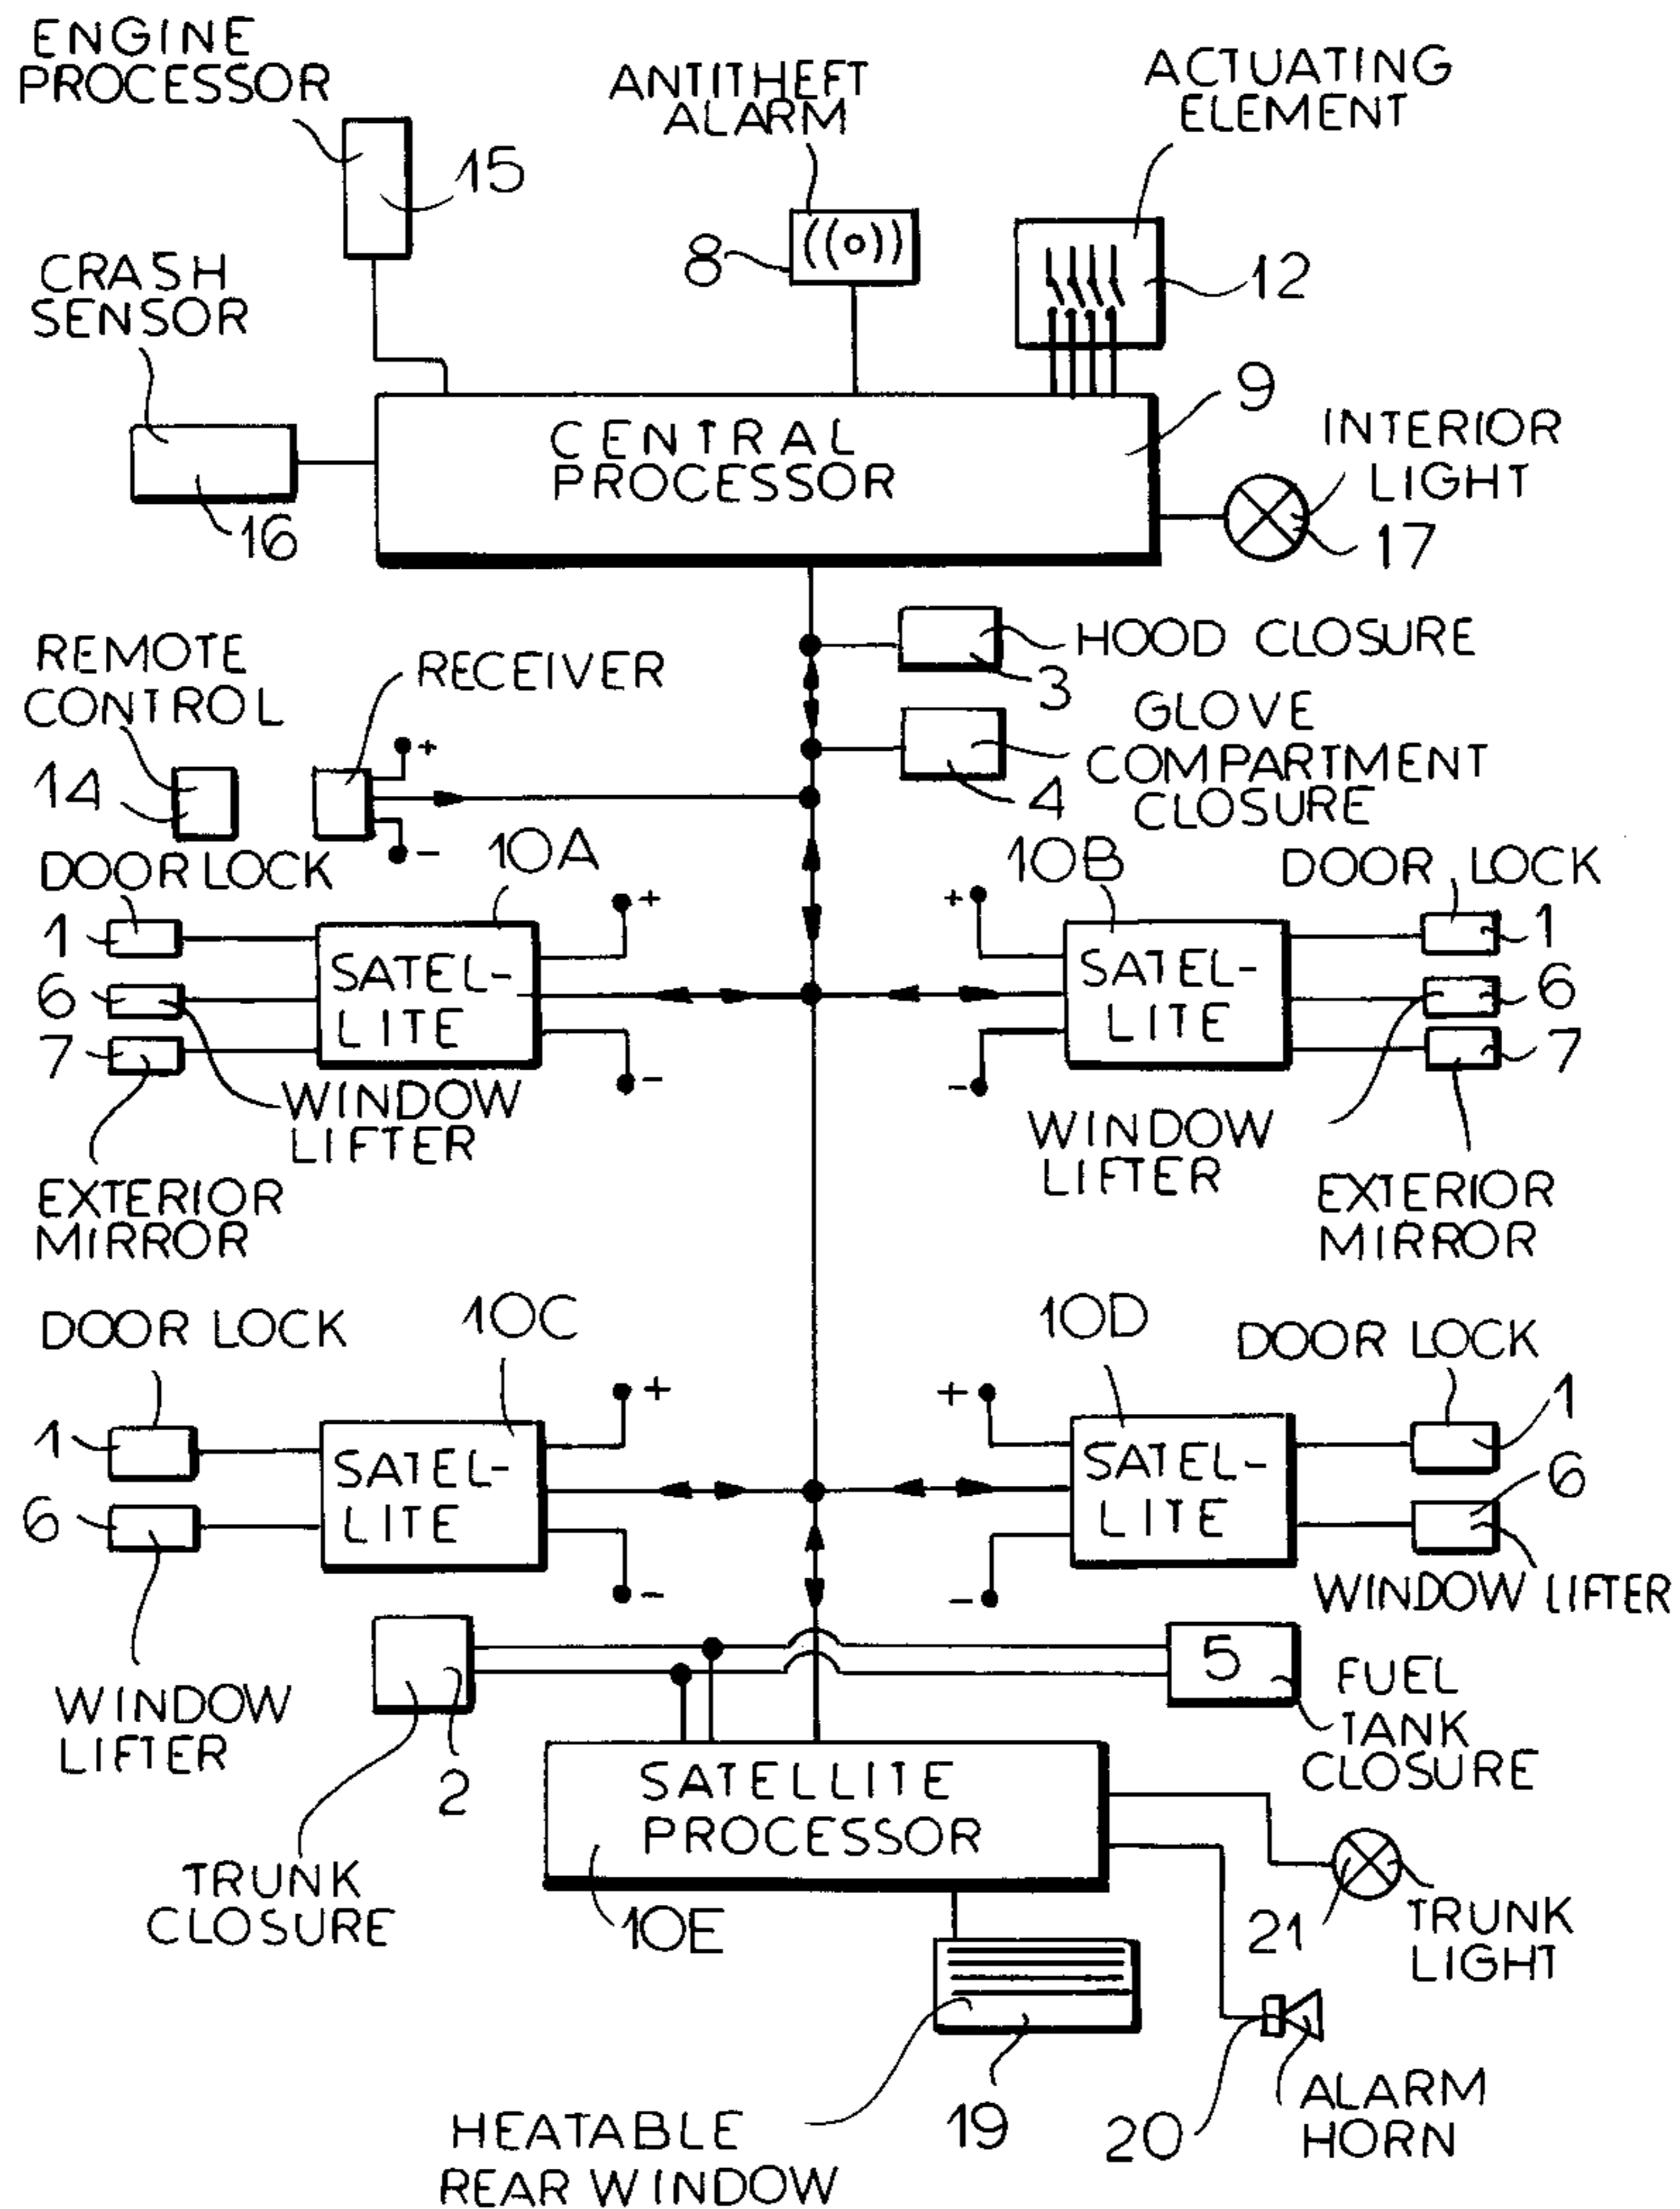 ENGINE
PROCESSOR
15
ANTITHEFT
ALARM
8
ACTUATING
ELEMENT
12
CRASH
SENSOR
16
CENTRAL
PROCESSOR
9
INTERIOR
LIGHT
17
HOOD CLOSURE
3
REMOTE
CONTROL
14
RECEIVER
+
-
GLOVE
COMPARTMENT
CLOSURE
4
DOOR LOCK
1
6
7
10A
SATEL-
LITE
+
-
WINDOW
LIFTER
EXTERIOR
MIRROR
10B
SATEL-
LITE
+
-
DOOR LOCK
1
6
7
WINDOW
LIFTER
EXTERIOR
MIRROR
DOOR LOCK
1
6
10C
SATEL-
LITE
+
-
WINDOW
LIFTER
10D
SATEL-
LITE
+
-
DOOR LOCK
1
6
WINDOW LIFTER
2
TRUNK
CLOSURE
5
FUEL
TANK
CLOSURE
SATELLITE
PROCESSOR
10E
21
TRUNK
LIGHT
19
HEATABLE
REAR WINDOW
20
ALARM
HORN